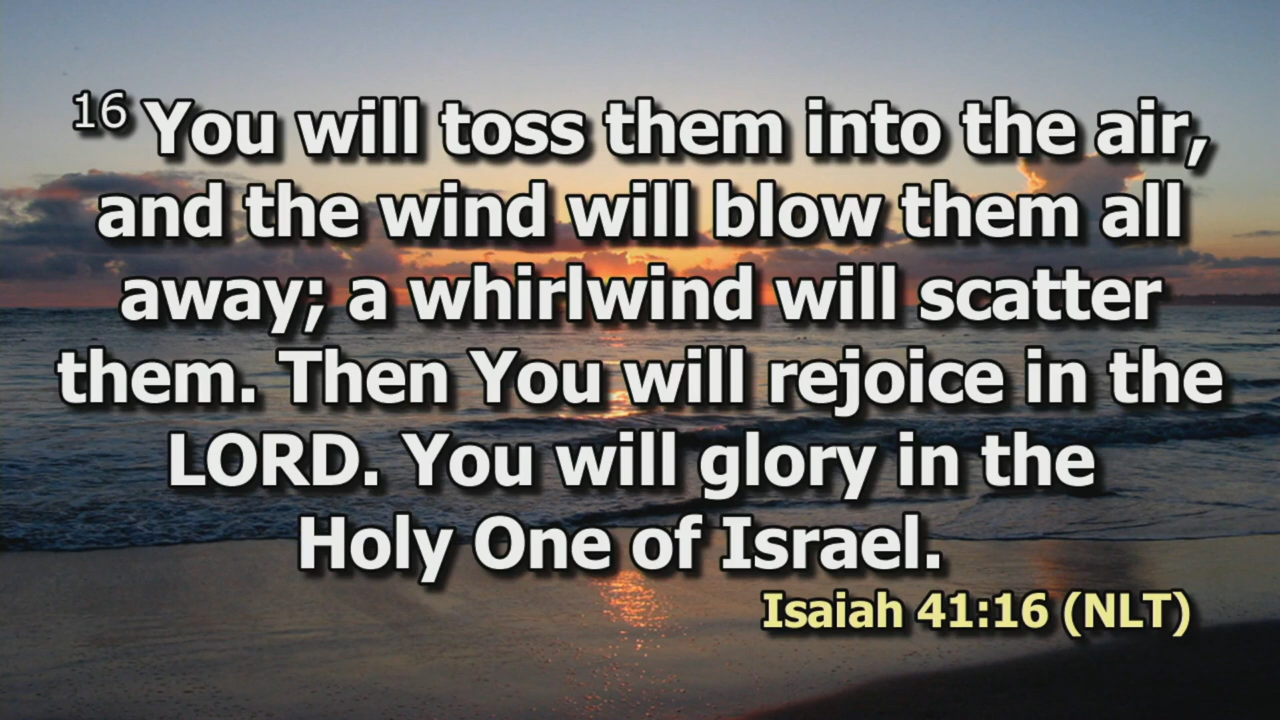 16 You will toss them into the air,
and the wind will blow them all
away; a whirlwind will scatter
them. Then You will rejoice in the
LORD. You will glory in the
Holy One of Israel.
Isaiah 41:16 (NLT)